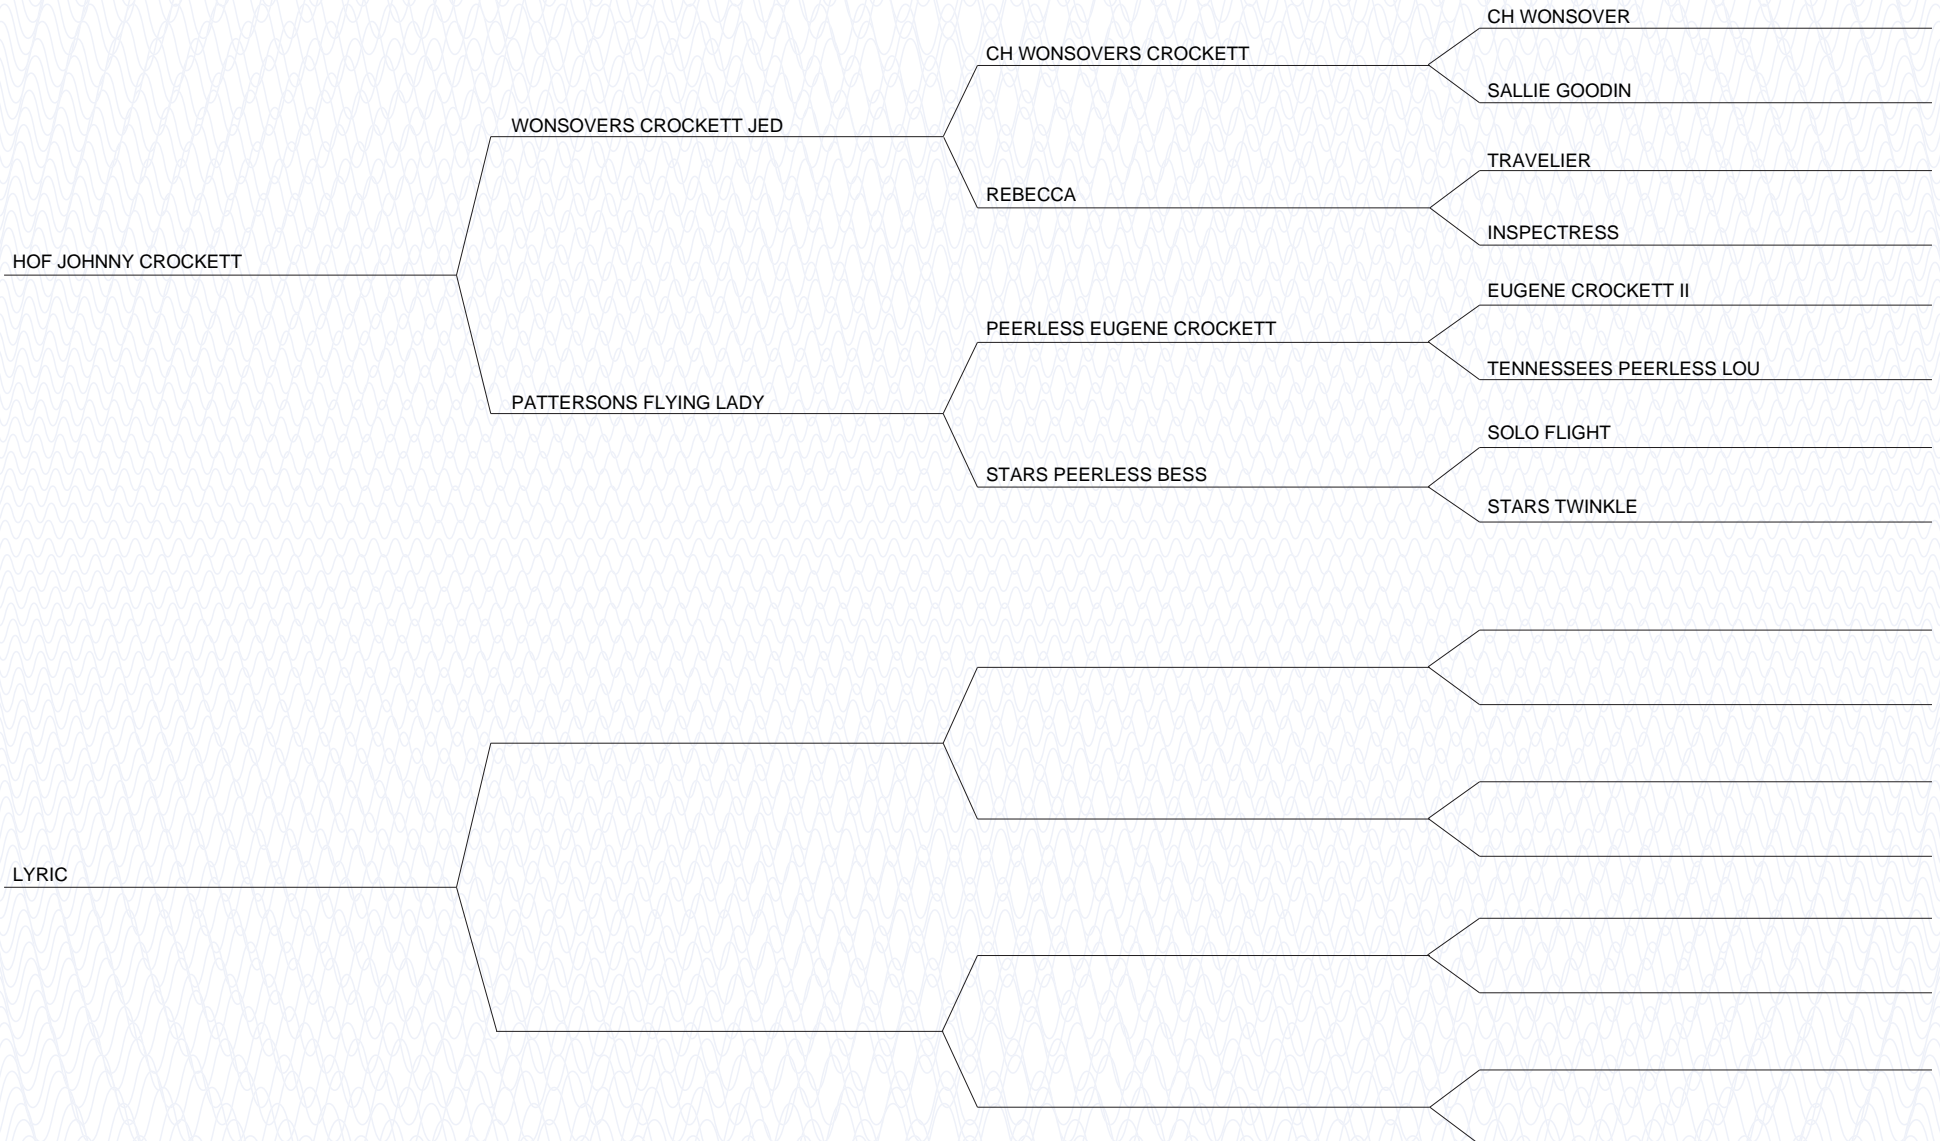 CH WONSOVER
CH WONSOVERS CROCKETT
SALLIE GOODIN
WONSOVERS CROCKETT JED
TRAVELIER
REBECCA
INSPECTRESS
HOF JOHNNY CROCKETT
EUGENE CROCKETT II
PEERLESS EUGENE CROCKETT
TENNESSEES PEERLESS LOU
PATTERSONS FLYING LADY
SOLO FLIGHT
STARS PEERLESS BESS
STARS TWINKLE
LYRIC